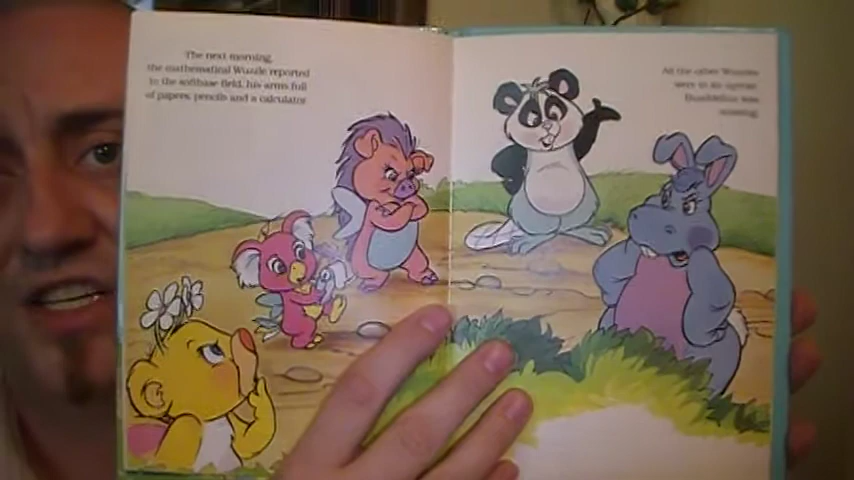 The next morning,
the mathematical Wuzzle reported
to the softbase field, his arms full
of papers, pencils and a calculator.
All the other Wuzzles
were in an uproar.
Bumblelion was
missing.